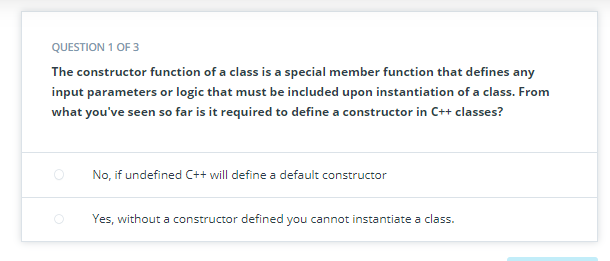 QUESTION 1 OF 3
The constructor function of a class is a special member function that defines any
input parameters or logic that must be included upon instantiation of a class. From
what you've seen so far is it required to define a constructor in C++ classes?
No, if undefined C++ will define a default constructor
Yes, without a constructor defined you cannot instantiate a class.